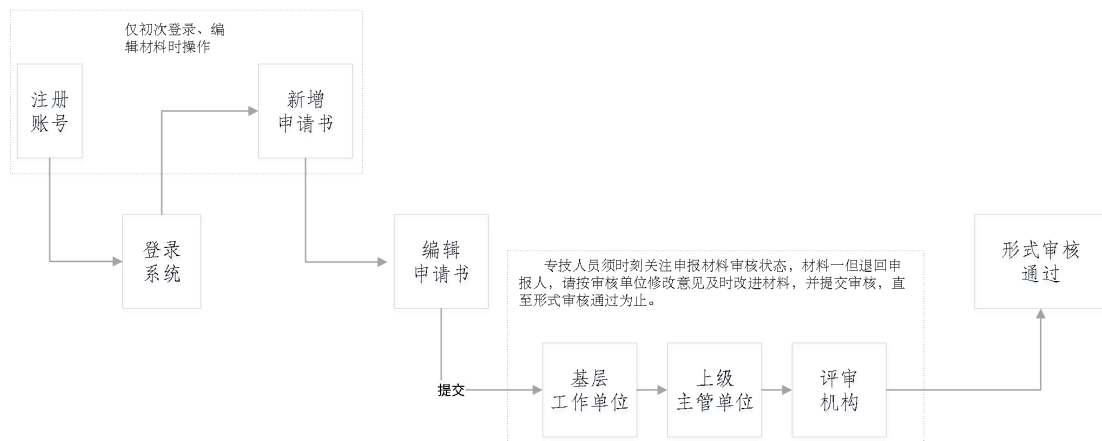 仅初次登录、编
辑材料时操作
注册
账号
新增
申请书
登录
系统
编辑
申请书
专技人员须时刻关注申报材料审核状态，材料一但退回申
报人，请按审核单位修改意见及时改进材料，并提交审核，直
至形式审核通过为止。
形式审核
通过
提交
基层
工作单位
上级
主管单位
评审
机构